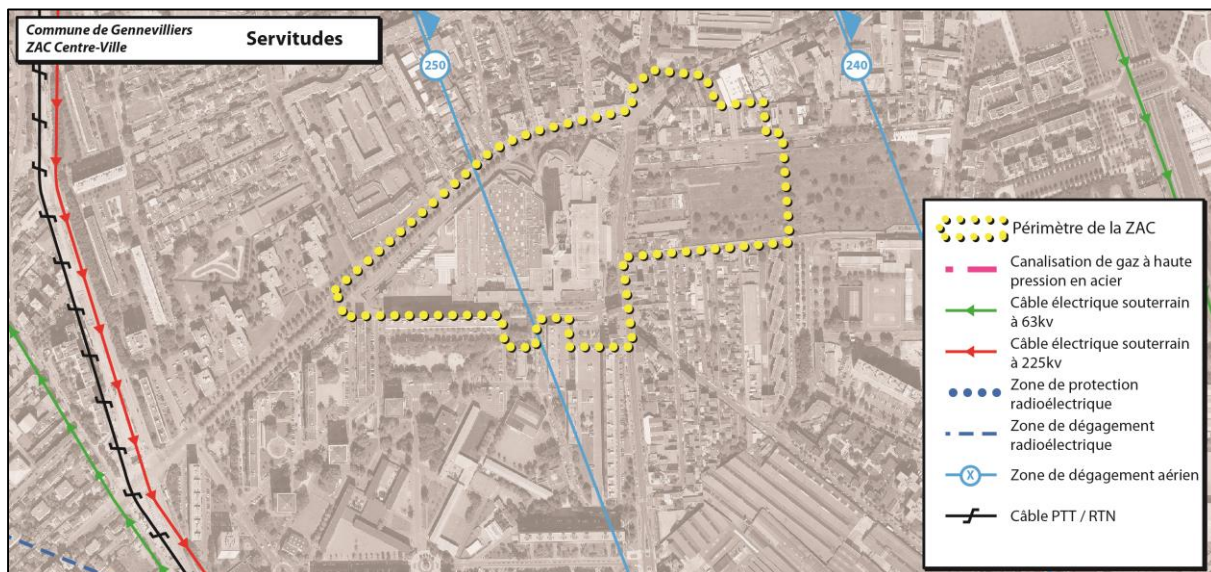 Commune de Gennevilliers
ZAC Centre-Ville
Servitudes
250
240
Périmètre de la ZAC
Canalisation de gaz à haute
pression en acier
Câble électrique souterrain
à 63kv
Câble électrique souterrain
à 225kv
Zone de protection
radioélectrique
Zone de dégagement
radioélectrique
X
Zone de dégagement aérien
Câble PTT / RTN